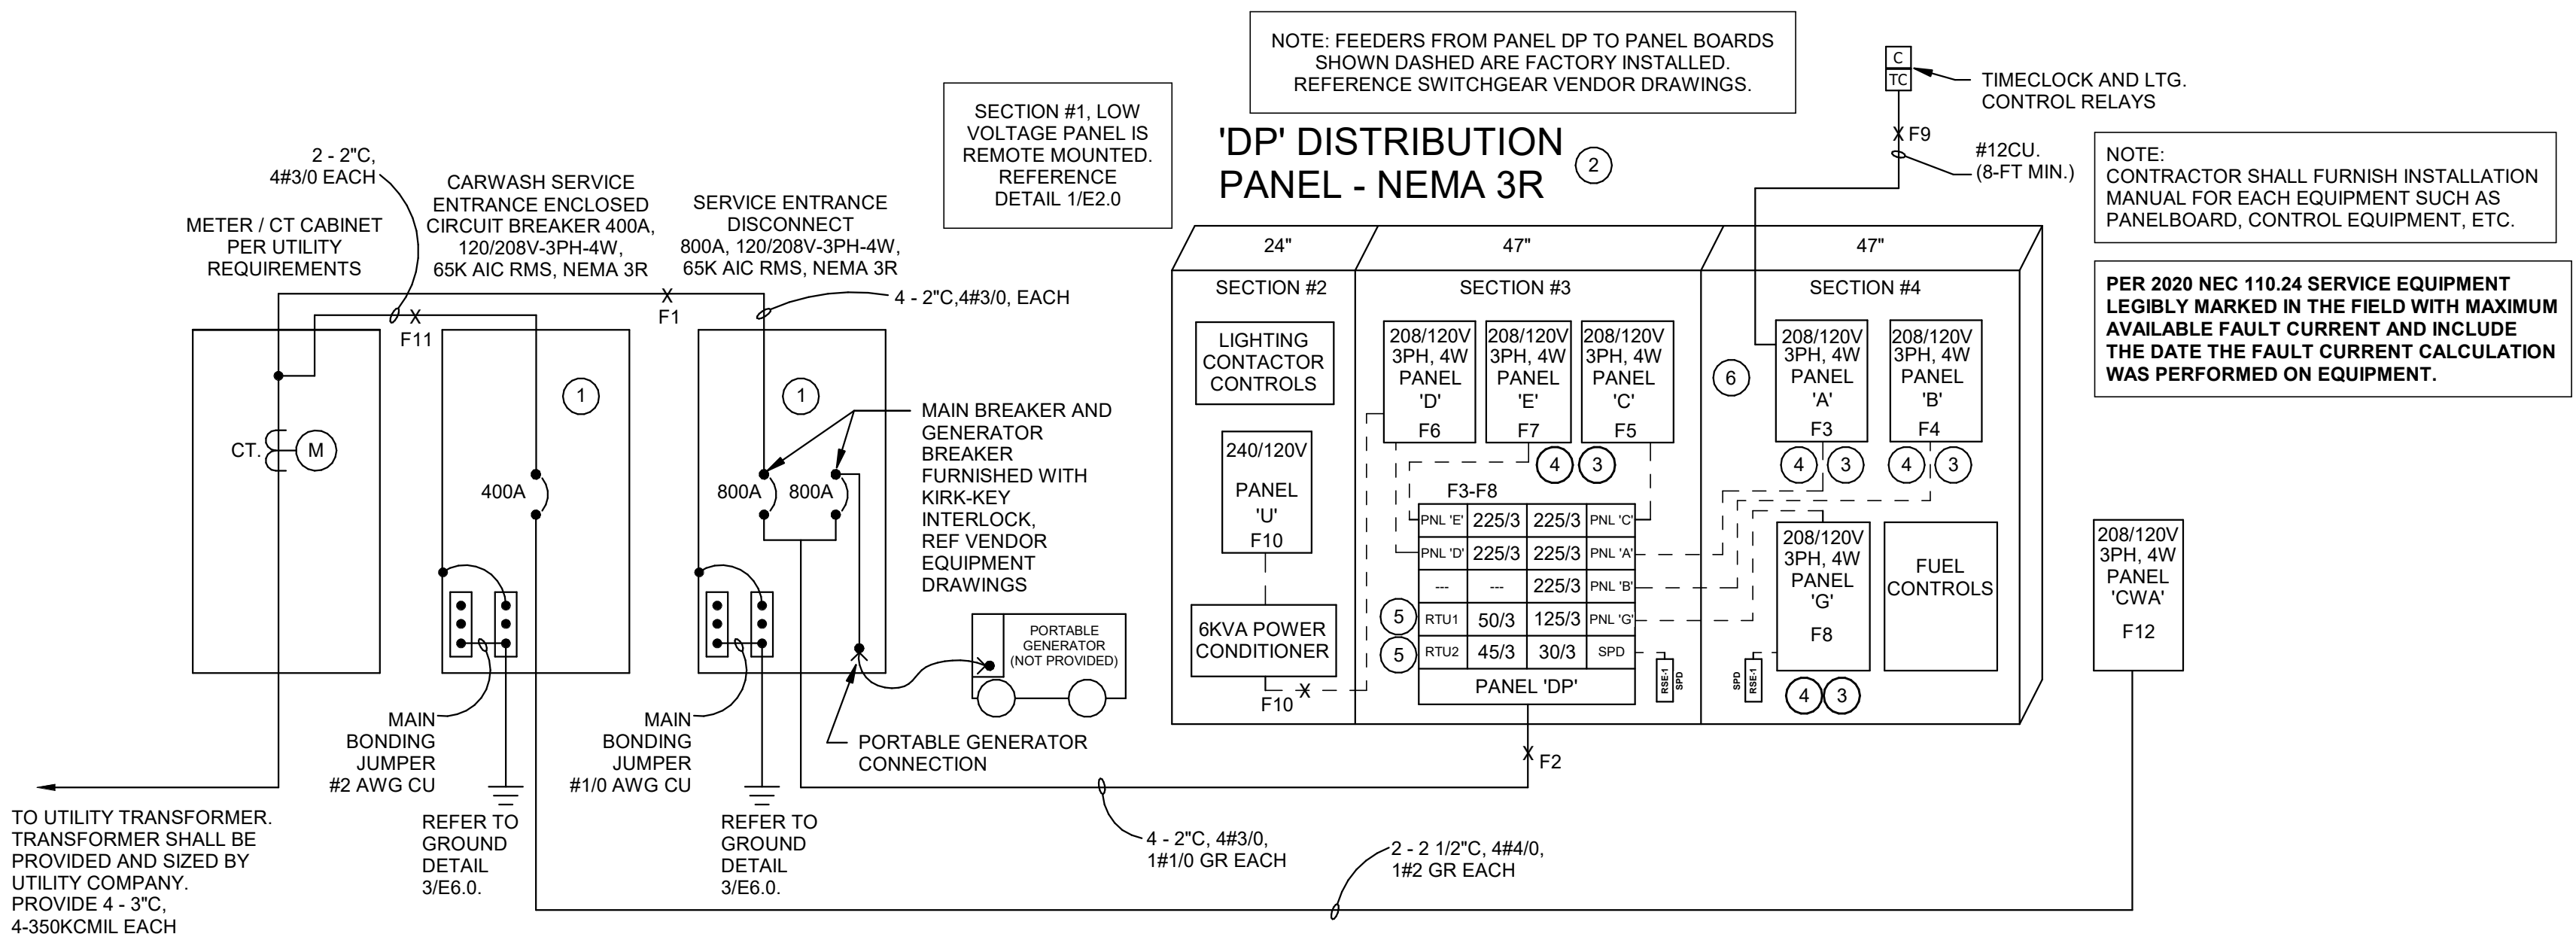 NOTE: FEEDERS FROM PANEL DP TO PANEL BOARDS
SHOWN DASHED ARE FACTORY INSTALLED.
REFERENCE SWITCHGEAR VENDOR DRAWINGS.
C
TC
TIMECLOCK AND LTG.
CONTROL RELAYS
SECTION #1, LOW
VOLTAGE PANEL IS
REMOTE MOUNTED.
REFERENCE
DETAIL 1/E2.0
'DP' DISTRIBUTION
PANEL - NEMA 3R
2
F9
#12CU.
(8-FT MIN.)
NOTE:
CONTRACTOR SHALL FURNISH INSTALLATION
MANUAL FOR EACH EQUIPMENT SUCH AS
PANELBOARD, CONTROL EQUIPMENT, ETC.
PER 2020 NEC 110.24 SERVICE EQUIPMENT
LEGIBLY MARKED IN THE FIELD WITH MAXIMUM
AVAILABLE FAULT CURRENT AND INCLUDE
THE DATE THE FAULT CURRENT CALCULATION
WAS PERFORMED ON EQUIPMENT.
2 - 2"C,
4#3/0 EACH
METER / CT CABINET
PER UTILITY
REQUIREMENTS
CARWASH SERVICE
ENTRANCE ENCLOSED
CIRCUIT BREAKER 400A,
120/208V-3PH-4W,
65K AIC RMS, NEMA 3R
SERVICE ENTRANCE
DISCONNECT
800A, 120/208V-3PH-4W,
65K AIC RMS, NEMA 3R
4 - 2"C,4#3/0, EACH
F1
F11
CT.
M
1
400A
1
800A
800A
MAIN BREAKER AND
GENERATOR
BREAKER
FURNISHED WITH
KIRK-KEY
INTERLOCK,
REF VENDOR
EQUIPMENT
DRAWINGS
PORTABLE
GENERATOR
(NOT PROVIDED)
PORTABLE GENERATOR
CONNECTION
MAIN
BONDING
JUMPER
#2 AWG CU
MAIN
BONDING
JUMPER
#1/0 AWG CU
REFER TO
GROUND
DETAIL
3/E6.0.
REFER TO
GROUND
DETAIL
3/E6.0.
TO UTILITY TRANSFORMER.
TRANSFORMER SHALL BE
PROVIDED AND SIZED BY
UTILITY COMPANY.
PROVIDE 4 - 3"C,
4-350KCMIL EACH
24"
47"
47"
SECTION #2
SECTION #3
SECTION #4
LIGHTING
CONTACTOR
CONTROLS
240/120V
PANEL
'U'
F10
6KVA POWER
CONDITIONER
F10
208/120V
3PH, 4W
PANEL
'D'
F6
208/120V
3PH, 4W
PANEL
'E'
F7
208/120V
3PH, 4W
PANEL
'C'
F5
4
3
F3-F8
PNL 'E' 225/3 225/3 PNL 'C'
PNL 'D' 225/3 225/3 PNL 'A'
--- --- 225/3 PNL 'B'
5
RTU1 50/3 125/3 PNL 'G'
5
RTU2 45/3 30/3 SPD
PANEL 'DP'
RSE-1
SPD
6
208/120V
3PH, 4W
PANEL
'A'
F3
4
3
208/120V
3PH, 4W
PANEL
'B'
F4
4
3
SPD
RSE-1
208/120V
3PH, 4W
PANEL
'G'
F8
4
3
FUEL
CONTROLS
208/120V
3PH, 4W
PANEL
'CWA'
F12
F2
4 - 2"C, 4#3/0,
1#1/0 GR EACH
2 - 2 1/2"C, 4#4/0,
1#2 GR EACH